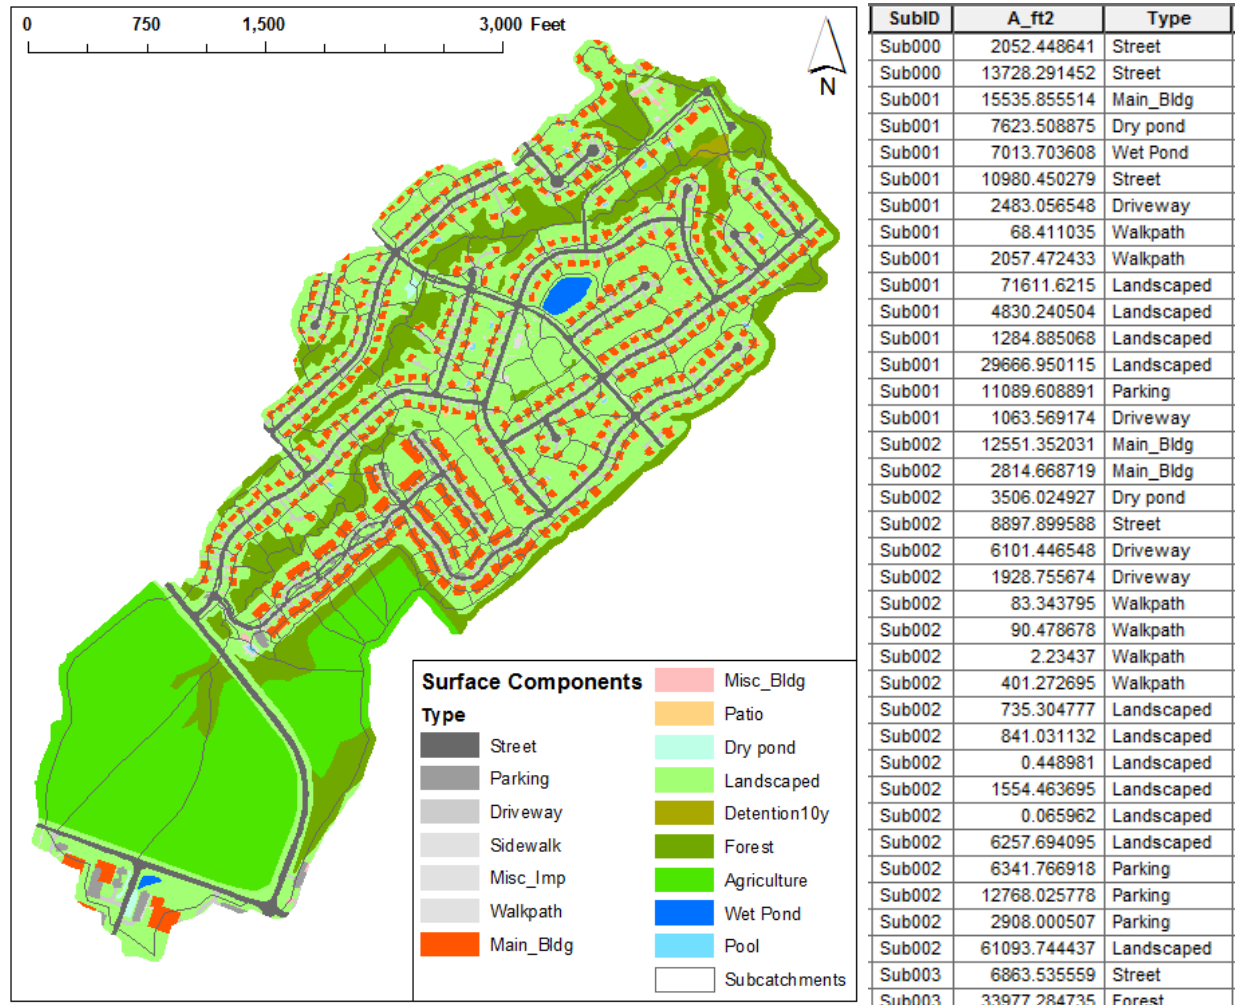 0 750 1,500 3,000 Feet
N
Surface Components
Type
Street
Parking
Driveway
Sidewalk
Misc_Imp
Walkpath
Main_Bldg
Misc_Bldg
Patio
Dry pond
Landscaped
Detention10y
Forest
Agriculture
Wet Pond
Pool
Subcatchments
SubID A_ft2 Type
Sub000 2052.448641 Street
Sub000 13728.291452 Street
Sub001 15535.855514 Main_Bldg
Sub001 7623.508875 Dry pond
Sub001 7013.703608 Wet Pond
Sub001 10980.450279 Street
Sub001 2483.056548 Driveway
Sub001 68.411035 Walkpath
Sub001 2057.472433 Walkpath
Sub001 71611.6215 Landscaped
Sub001 4830.240504 Landscaped
Sub001 1284.885068 Landscaped
Sub001 29666.950115 Landscaped
Sub001 11089.608891 Parking
Sub001 1063.569174 Driveway
Sub002 12551.352031 Main_Bldg
Sub002 2814.668719 Main_Bldg
Sub002 3506.024927 Dry pond
Sub002 8897.899588 Street
Sub002 6101.446548 Driveway
Sub002 1928.755674 Driveway
Sub002 83.343795 Walkpath
Sub002 90.478678 Walkpath
Sub002 2.23437 Walkpath
Sub002 401.272695 Walkpath
Sub002 735.304777 Landscaped
Sub002 841.031132 Landscaped
Sub002 0.448981 Landscaped
Sub002 1554.463695 Landscaped
Sub002 0.065962 Landscaped
Sub002 6257.694095 Landscaped
Sub002 6341.766918 Parking
Sub002 12768.025778 Parking
Sub002 2908.000507 Parking
Sub002 61093.744437 Landscaped
Sub003 6863.535559 Street
Sub003 33977.284735 Forest